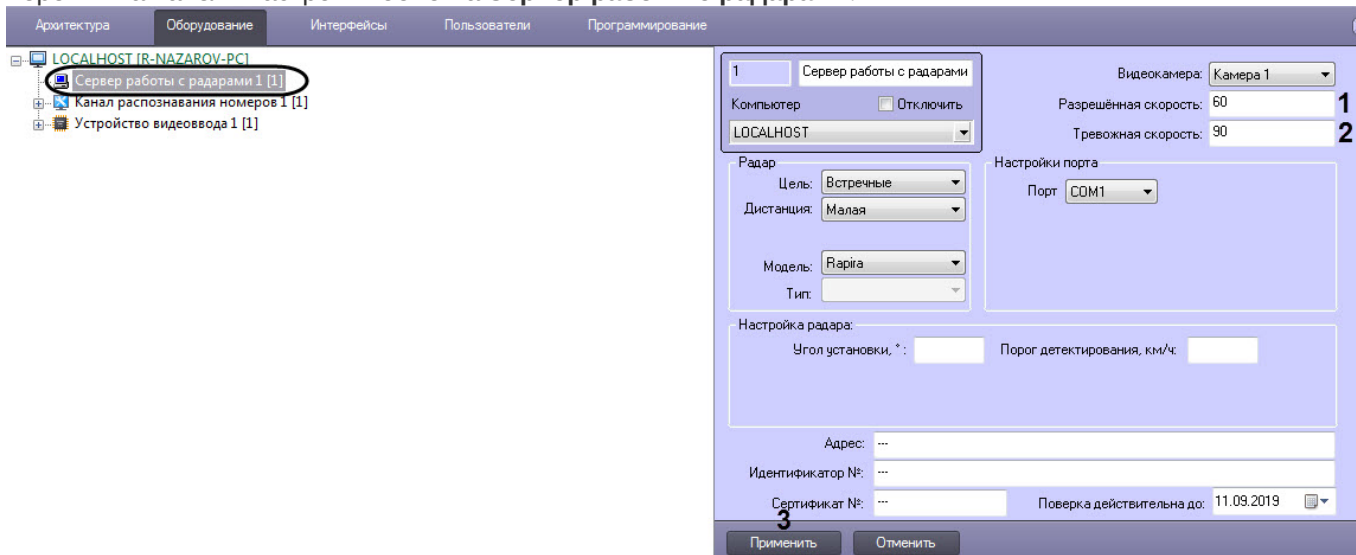 Архитектура Оборудование Интерфейсы Пользователи Программирование
LOCALHOST [R-NAZAROV-PC]
Сервер работы с радарами 1 [1]
Канал распознавания номеров 1 [1]
Устройство видеоввода 1 [1]
1 Сервер работы с радарами
Компьютер Отключить
LOCALHOST
Видеокамера: Камера 1
Разрешённая скорость: 60 1
Тревожная скорость: 90 2
Радар
Цель: Встречные
Дистанция: Малая
Модель: Rapira
Тип:
Настройки порта
Порт COM1
Настройка радара:
Угол установки, ° : Порог детектирования, км/ч:
Адрес: ---
Идентификатор №: ---
Сертификат №: --- Поверка действительна до: 11.09.2019
3
Применить Отменить